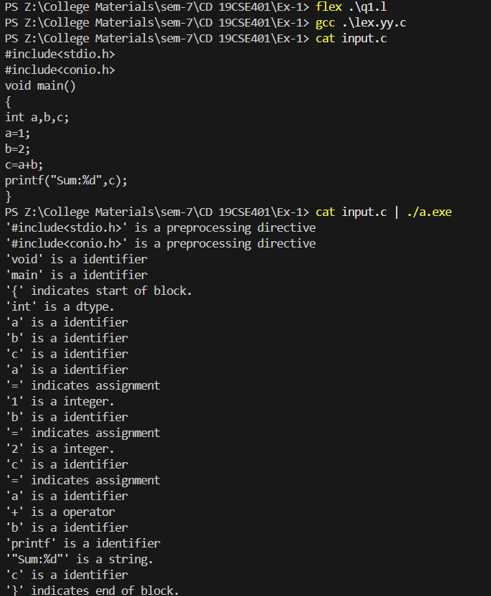 PS Z:\College Materials\sem-7\CD 19CSE401\Ex-1> flex .\q1.l
PS Z:\College Materials\sem-7\CD 19CSE401\Ex-1> gcc .\lex.yy.c
PS Z:\College Materials\sem-7\CD 19CSE401\Ex-1> cat input.c
#include<stdio.h>
#include<conio.h>
void main()
{
int a,b,c;
a=1;
b=2;
c=a+b;
printf("Sum:%d",c);
}
PS Z:\College Materials\sem-7\CD 19CSE401\Ex-1> cat input.c | ./a.exe
'#include<stdio.h>' is a preprocessing directive
'#include<conio.h>' is a preprocessing directive
'void' is a identifier
'main' is a identifier
'{' indicates start of block.
'int' is a dtype.
'a' is a identifier
'b' is a identifier
'c' is a identifier
'a' is a identifier
'=' indicates assignment
'1' is a integer.
'b' is a identifier
'=' indicates assignment
'2' is a integer.
'c' is a identifier
'=' indicates assignment
'a' is a identifier
'+' is a operator
'b' is a identifier
'printf' is a identifier
'"Sum:%d"' is a string.
'c' is a identifier
'}' indicates end of block.